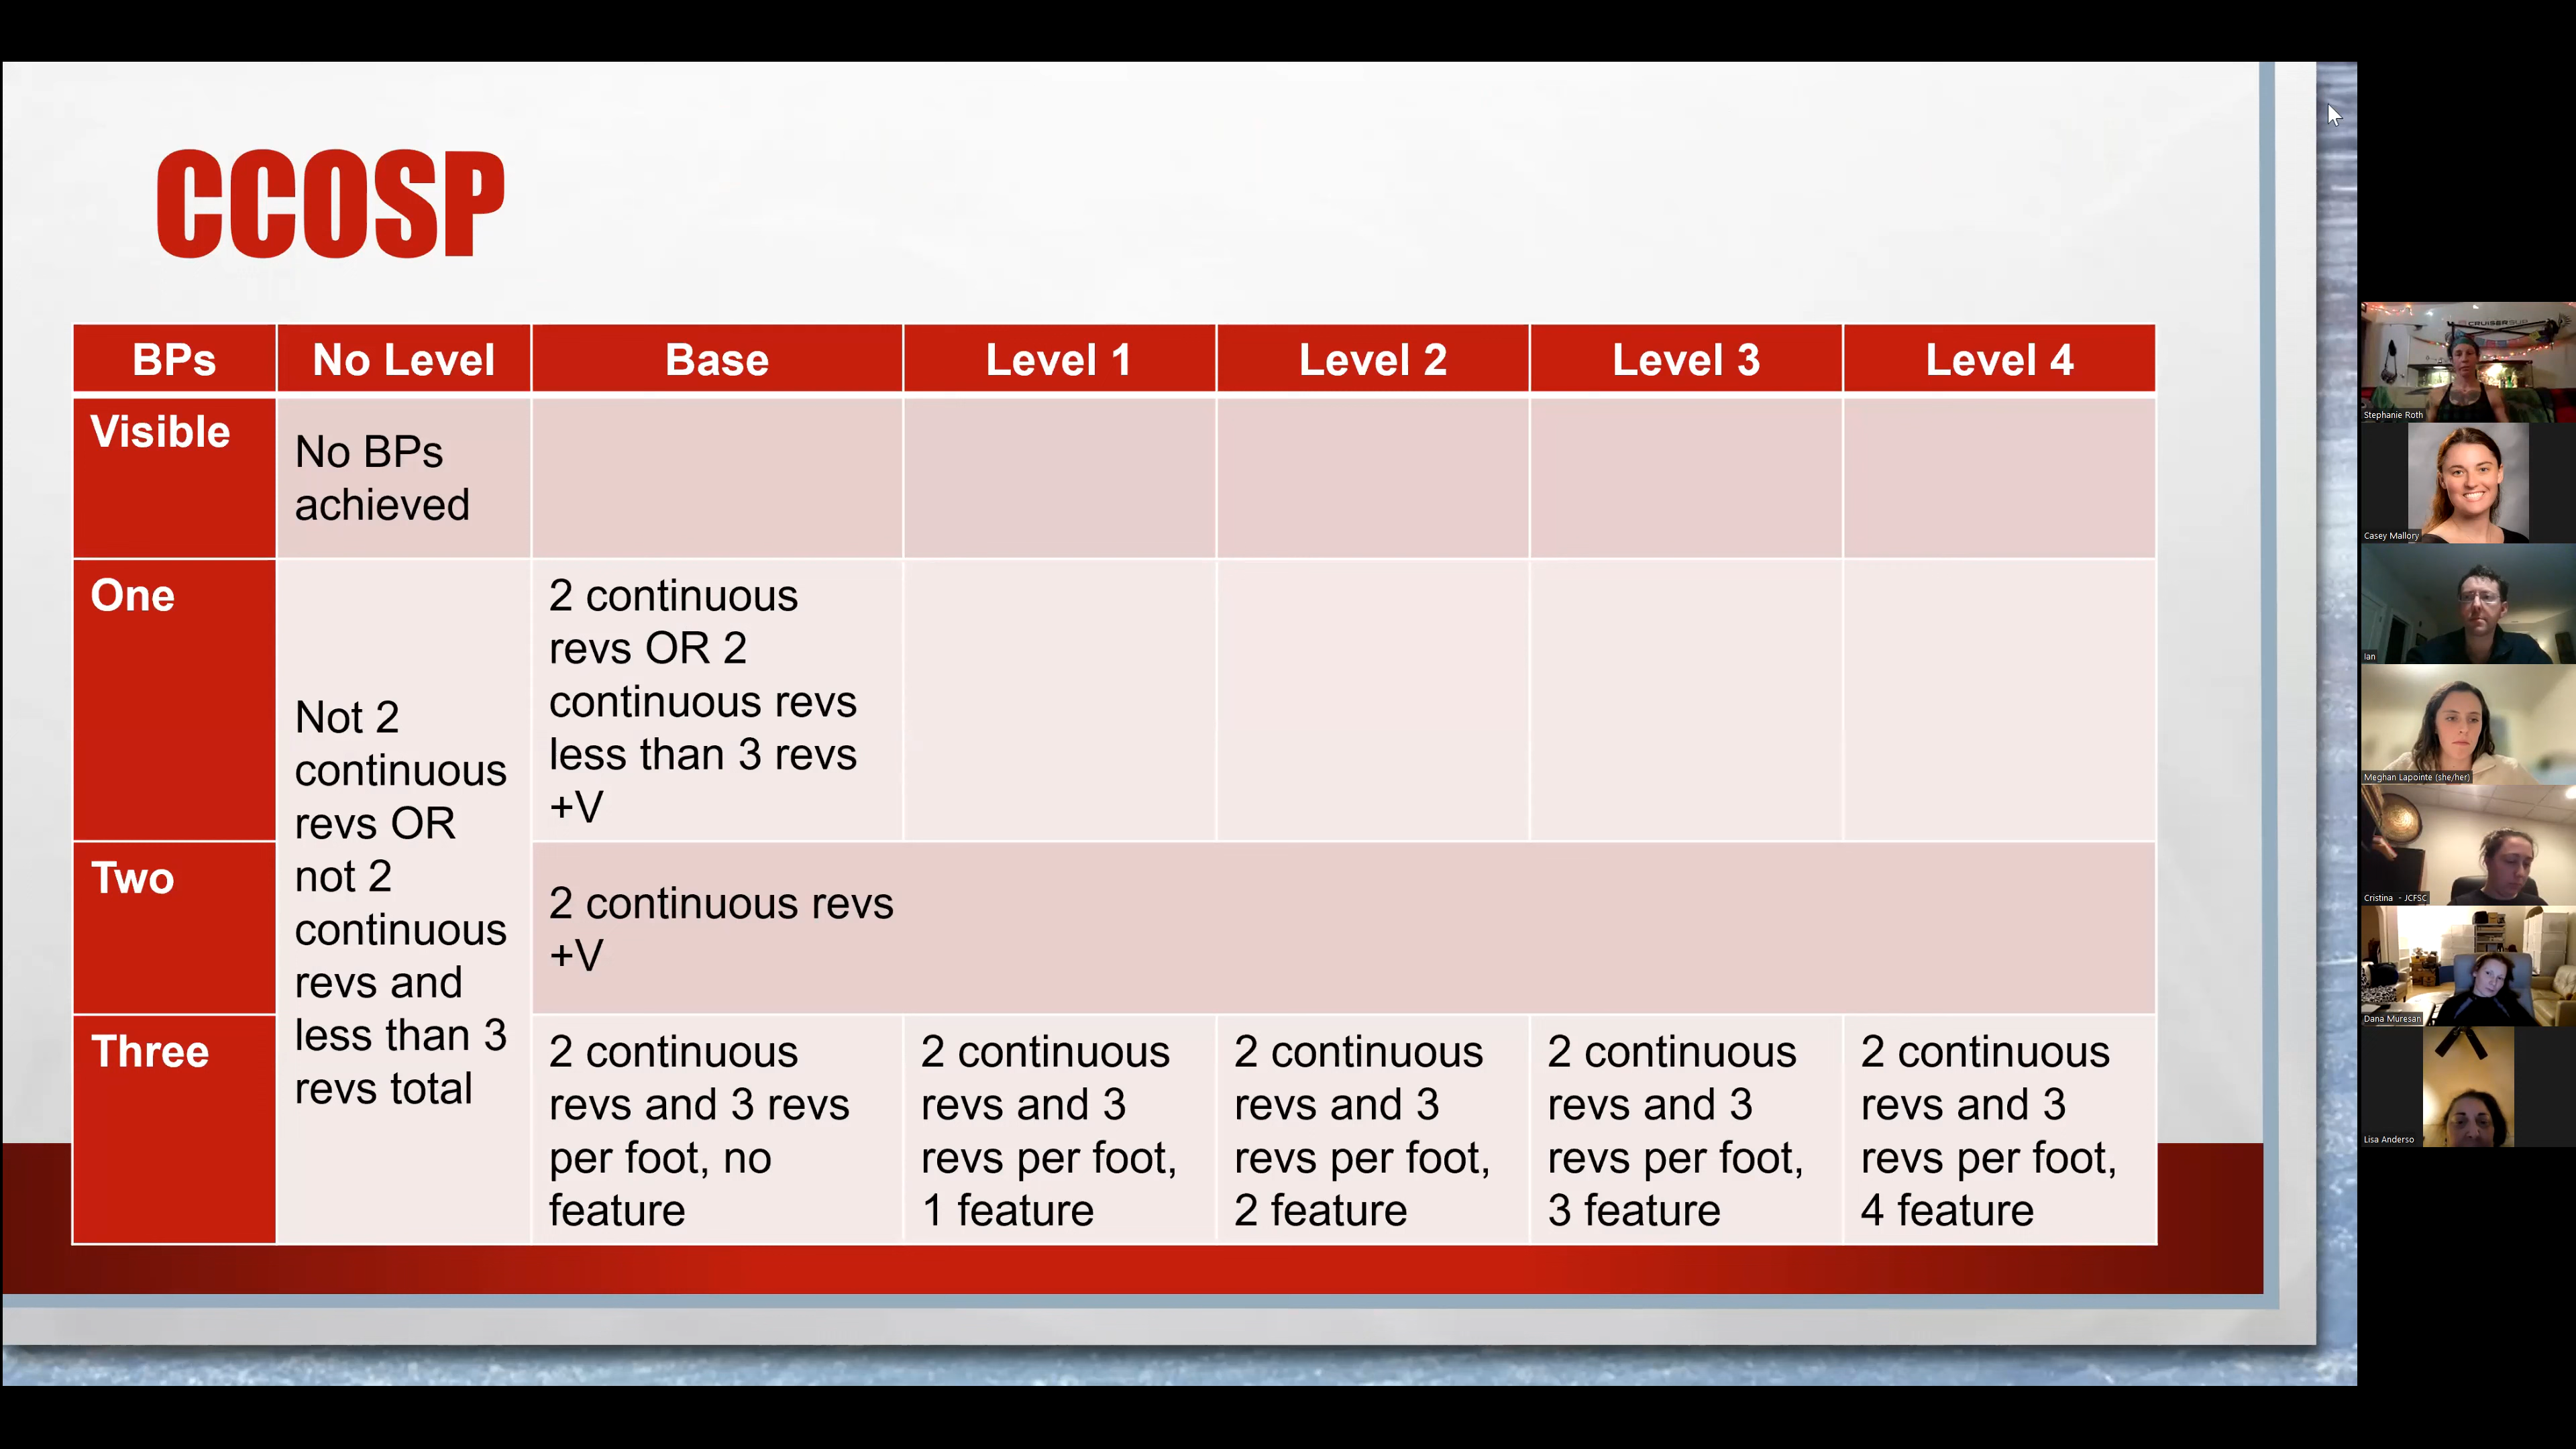 CCOSP
BPs
No Level
Base
Level 1
Level 2
Level 3
Level 4
Visible
No BPs
achieved
One
Not 2
continuous
revs OR
not 2
continuous
revs and
less than 3
revs total
2 continuous
revs OR 2
continuous revs
less than 3 revs
+V
Two
2 continuous revs
+V
Three
2 continuous
revs and 3 revs
per foot, no
feature
2 continuous
revs and 3
revs per foot,
1 feature
2 continuous
revs and 3
revs per foot,
2 feature
2 continuous
revs and 3
revs per foot,
3 feature
2 continuous
revs and 3
revs per foot,
4 feature
CRUISERSUP
Stephanie Roth
Casey Mallory
Ian
Meghan Lapointe (she/her)
Cristina - JCFSC
Dana Muresan
Lisa Anderso